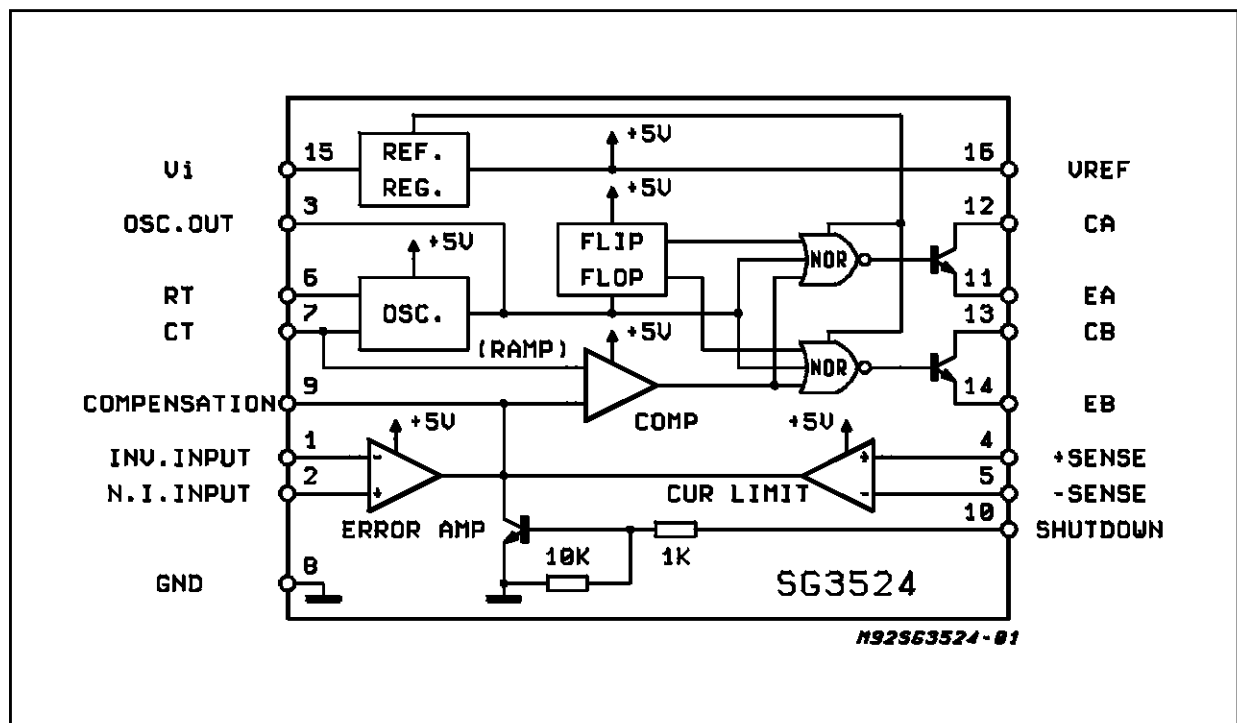 +5V
Vi 15 REF. REG. 16 VREF
+5V
12 CA
OSC.OUT 3
+5V
FLIP FLOP
NOR
RT 6
11 EA
CT 7 OSC.
13 CB
(RAMP)
+5V
NOR
COMPENSATION 9
14 EB
COMP
+5V
+5V
INV.INPUT 1 -
+ 4 +SENSE
N.I.INPUT 2 +
- 5 -SENSE
CUR LIMIT
ERROR AMP
10 SHUTDOWN
10K
1K
GND 8
SG3524
M92SG3524-01